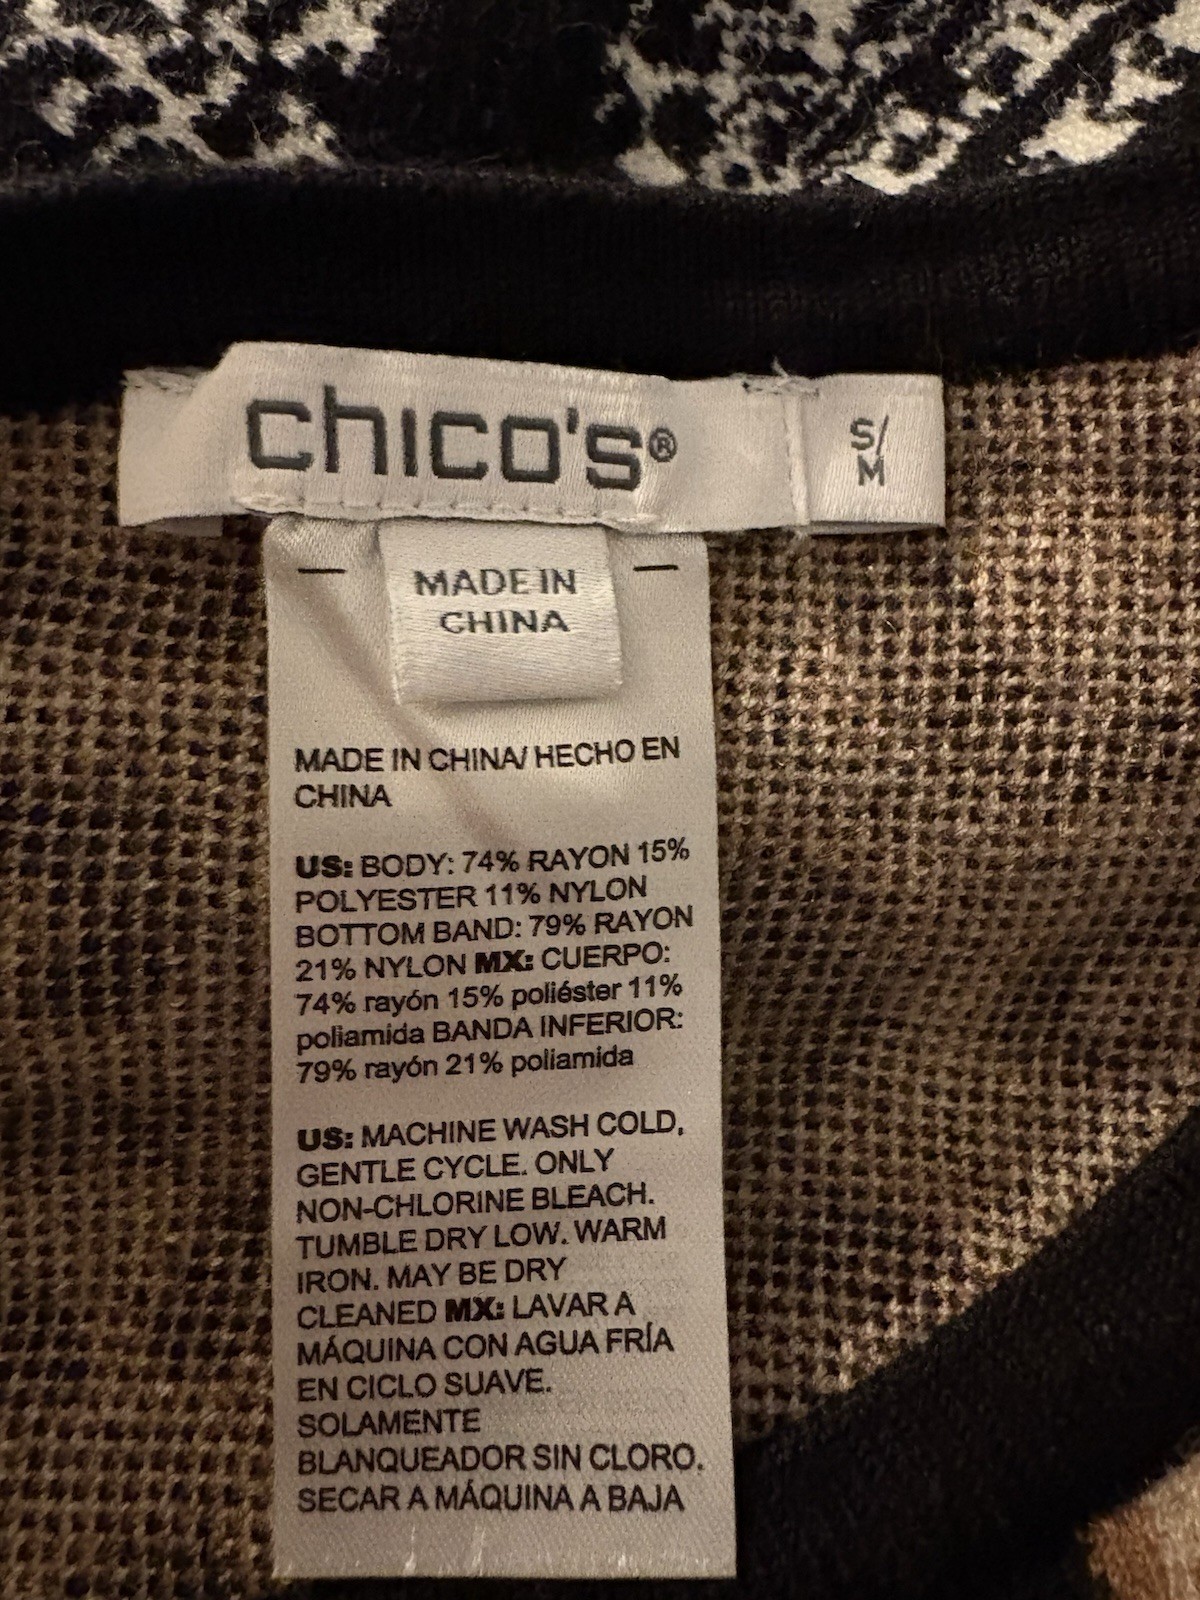 chico's®
S/
M
MADE IN
CHINA
MADE IN CHINA/ HECHO EN
CHINA
US: BODY: 74% RAYON 15%
POLYESTER 11% NYLON
BOTTOM BAND: 79% RAYON
21% NYLON MX: CUERPO:
74% rayón 15% poliéster 11%
poliamida BANDA INFERIOR:
79% rayón 21% poliamida
US: MACHINE WASH COLD,
GENTLE CYCLE. ONLY
NON-CHLORINE BLEACH.
TUMBLE DRY LOW. WARM
IRON. MAY BE DRY
CLEANED MX: LAVAR A
MÁQUINA CON AGUA FRÍA
EN CICLO SUAVE.
SOLAMENTE
BLANQUEADOR SIN CLORO.
SECAR A MÁQUINA A BAJA